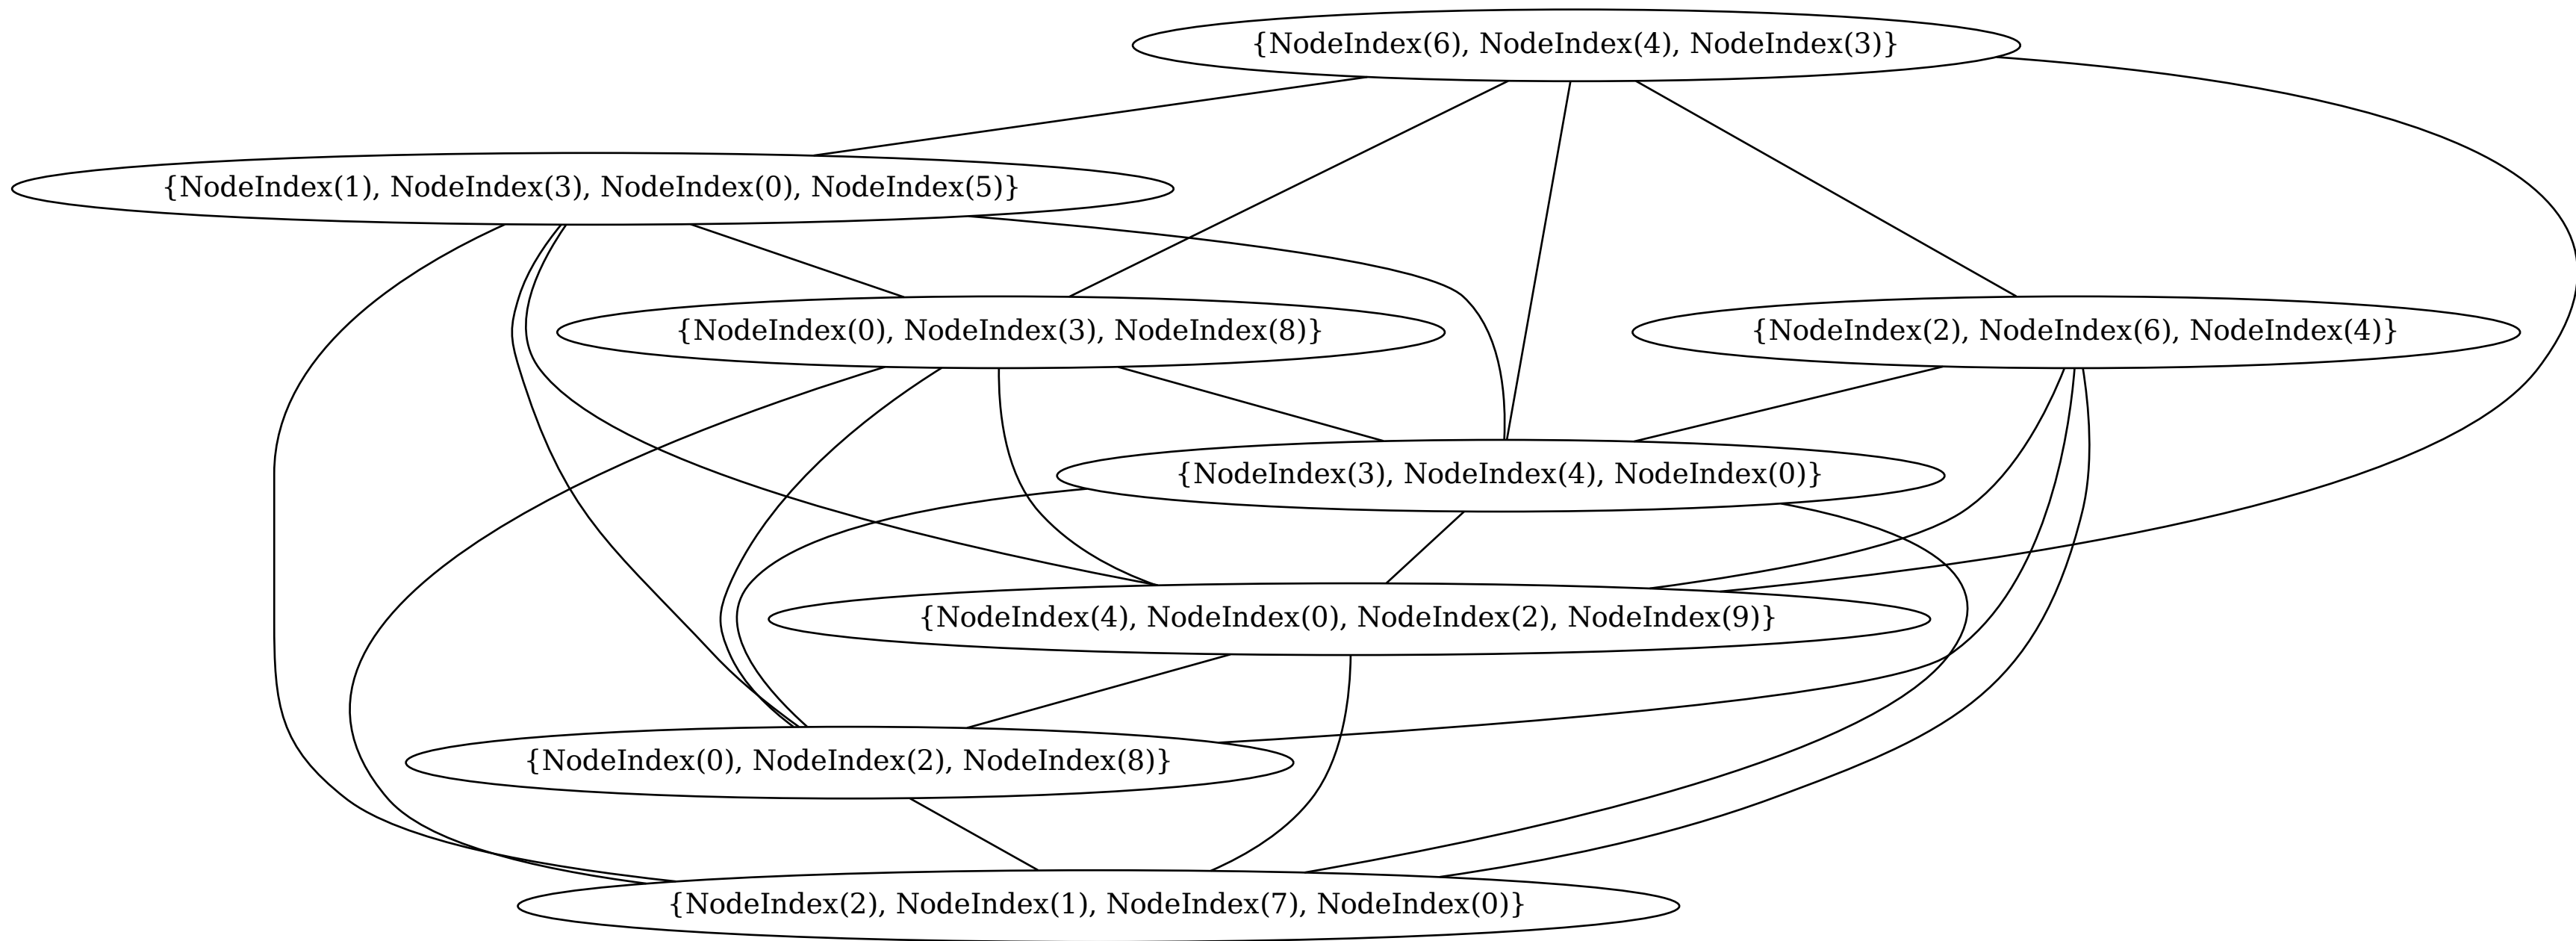 {NodeIndex(6), NodeIndex(4), NodeIndex(3)}
{NodeIndex(1), NodeIndex(3), NodeIndex(0), NodeIndex(5)}
{NodeIndex(0), NodeIndex(3), NodeIndex(8)}
{NodeIndex(2), NodeIndex(6), NodeIndex(4)}
{NodeIndex(3), NodeIndex(4), NodeIndex(0)}
{NodeIndex(4), NodeIndex(0), NodeIndex(2), NodeIndex(9)}
{NodeIndex(0), NodeIndex(2), NodeIndex(8)}
{NodeIndex(2), NodeIndex(1), NodeIndex(7), NodeIndex(0)}